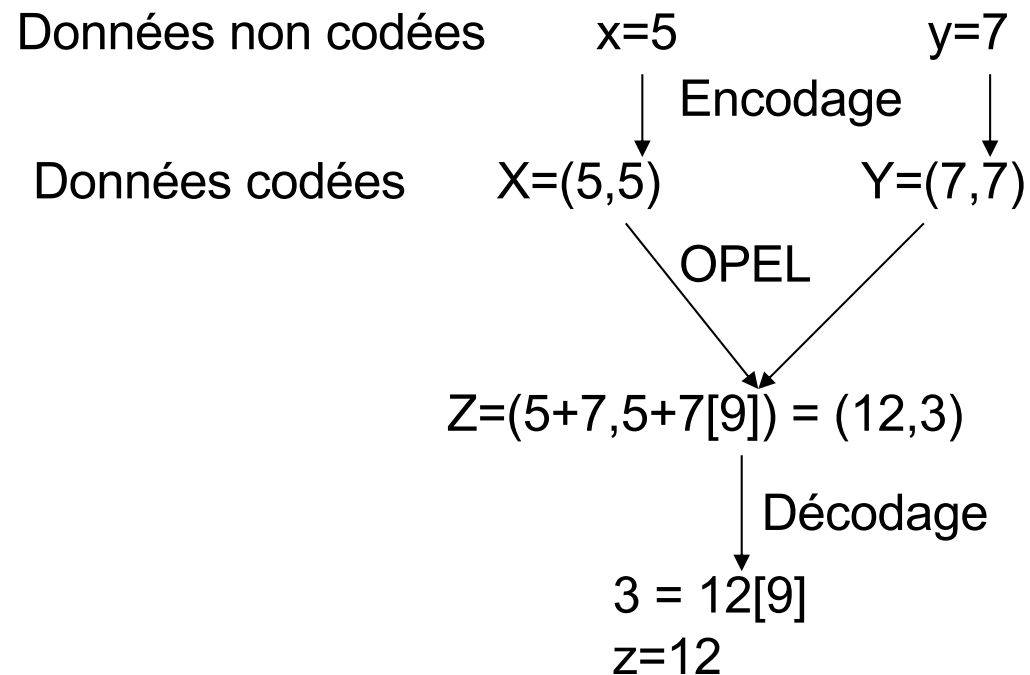 Données non codées x=5 y=7
Encodage
Données codées X=(5,5) Y=(7,7)
OPEL
Z=(5+7,5+7[9]) = (12,3)
Décodage
3 = 12[9]
z=12